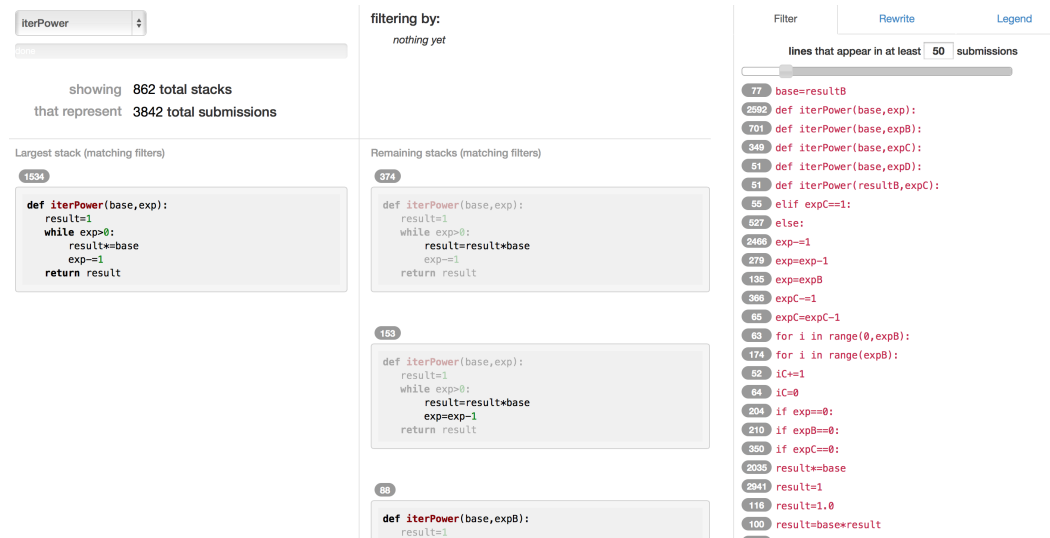 iterPower
done
showing 862 total stacks
that represent 3842 total submissions
filtering by:
nothing yet
Largest stack (matching filters)
1534
def iterPower(base,exp):
result=1
while exp>0:
result*=base
exp-=1
return result
Remaining stacks (matching filters)
374
def iterPower(base,exp):
result=1
while exp>0:
result=result*base
exp-=1
return result
153
def iterPower(base,exp):
result=1
while exp>0:
result=result*base
exp=exp-1
return result
88
def iterPower(base,expB):
result=1
Filter Rewrite Legend
lines that appear in at least 50 submissions
77 base=resultB
2592 def iterPower(base,exp):
701 def iterPower(base,expB):
349 def iterPower(base,expC):
51 def iterPower(base,expD):
51 def iterPower(resultB,expC):
55 elif expC==1:
527 else:
2466 exp-=1
279 exp=exp-1
135 exp=expB
366 expC-=1
65 expC=expC-1
63 for i in range(0,expB):
174 for i in range(expB):
52 iC+=1
64 iC=0
204 if exp==0:
210 if expB==0:
350 if expC==0:
2035 result*=base
2941 result=1
116 result=1.0
100 result=base*result